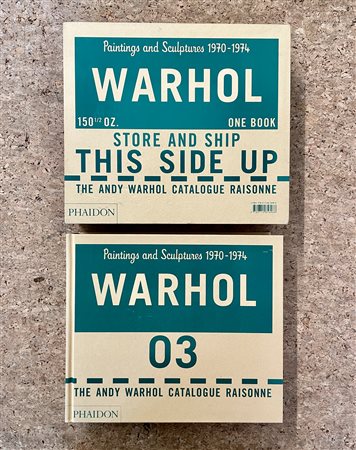 Paintings and Sculptures 1970-1974
WARHOL
150 1/2 OZ. ONE BOOK
STORE AND SHIP
THIS SIDE UP
THE ANDY WARHOL CATALOGUE RAISONNE
PHAIDON
Paintings and Sculptures 1970-1974
WARHOL
03
THE ANDY WARHOL CATALOGUE RAISONNE
PHAIDON